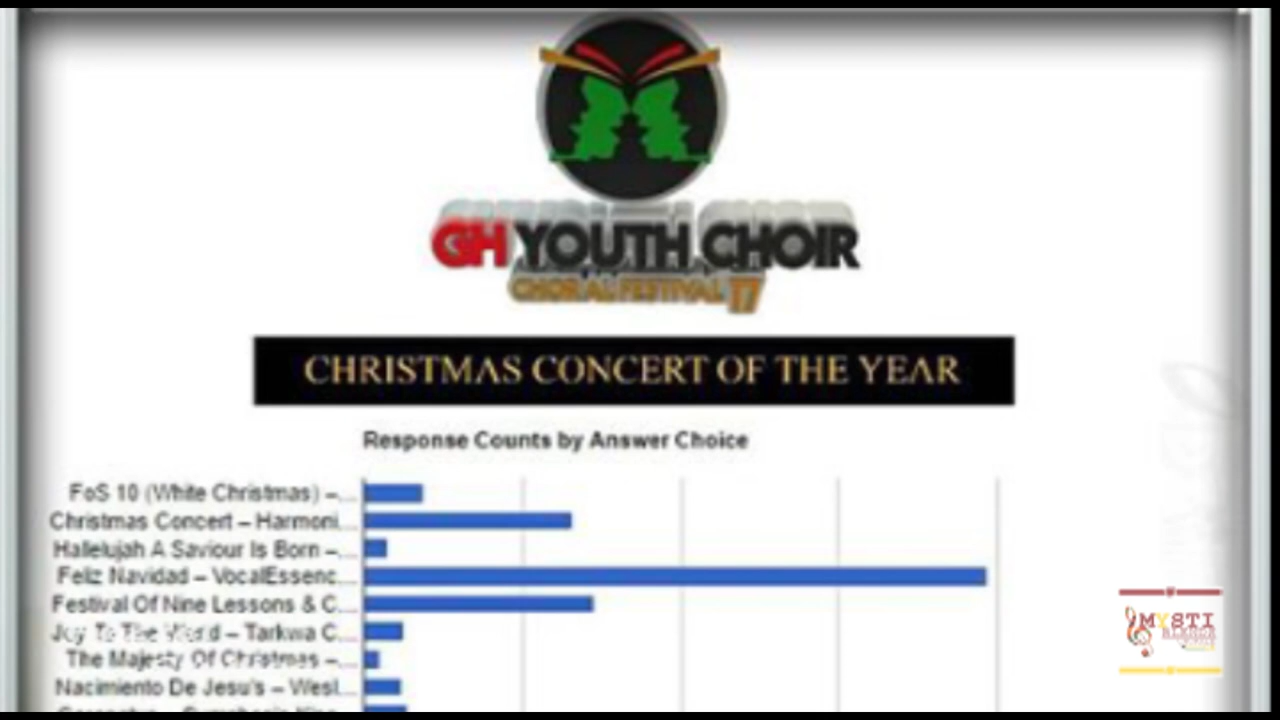 GH YOUTH CHOIR
CHORAL FESTIVAL 17
CHRISTMAS CONCERT OF THE YEAR
Response Counts by Answer Choice
FoS 10 (White Christmas) –...
Christmas Concert – Harmoni...
Hallelujah A Saviour Is Born –...
Feliz Navidad – VocalEssenc...
Festival Of Nine Lessons & C...
Joy To The World – Tarkwa C...
The Majesty Of Christmas –...
Nacimiento De Jesu's – Wesl...
MYSTI